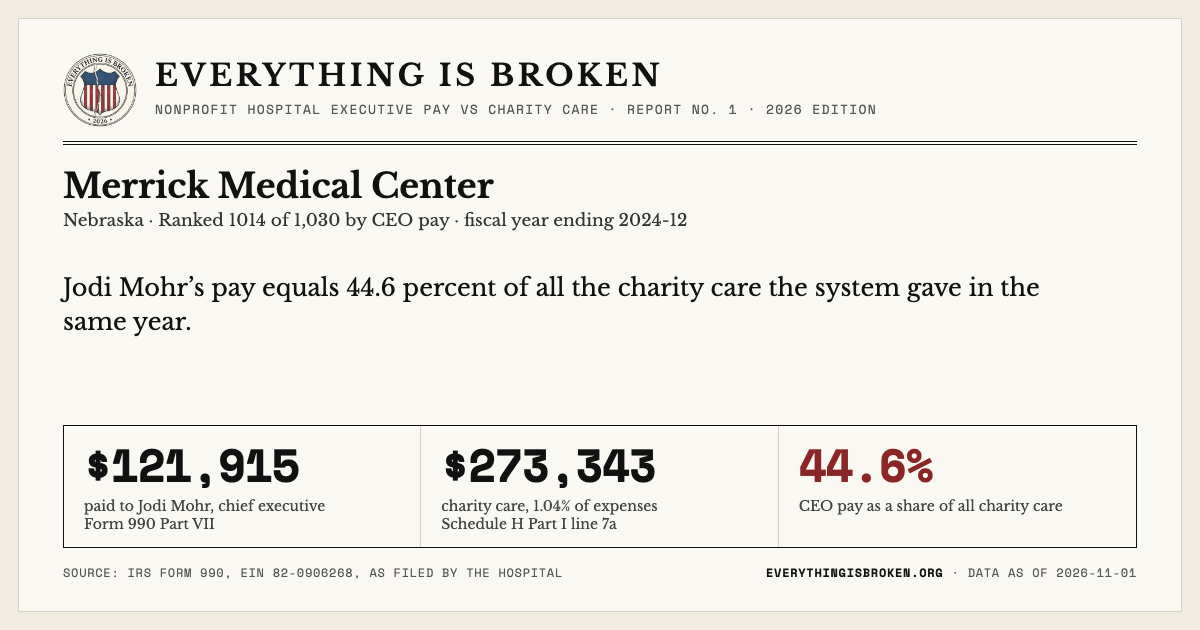 EVERYTHING IS BROKEN
2026
EVERYTHING IS BROKEN
NONPROFIT HOSPITAL EXECUTIVE PAY VS CHARITY CARE · REPORT NO. 1 · 2026 EDITION
Merrick Medical Center
Nebraska · Ranked 1014 of 1,030 by CEO pay · fiscal year ending 2024-12
Jodi Mohr’s pay equals 44.6 percent of all the charity care the system gave in the
same year.
$121,915
paid to Jodi Mohr, chief executive
Form 990 Part VII
$273,343
charity care, 1.04% of expenses
Schedule H Part I line 7a
44.6%
CEO pay as a share of all charity care
SOURCE: IRS FORM 990, EIN 82-0906268, AS FILED BY THE HOSPITAL
EVERYTHINGISBROKEN.ORG · DATA AS OF 2026-11-01